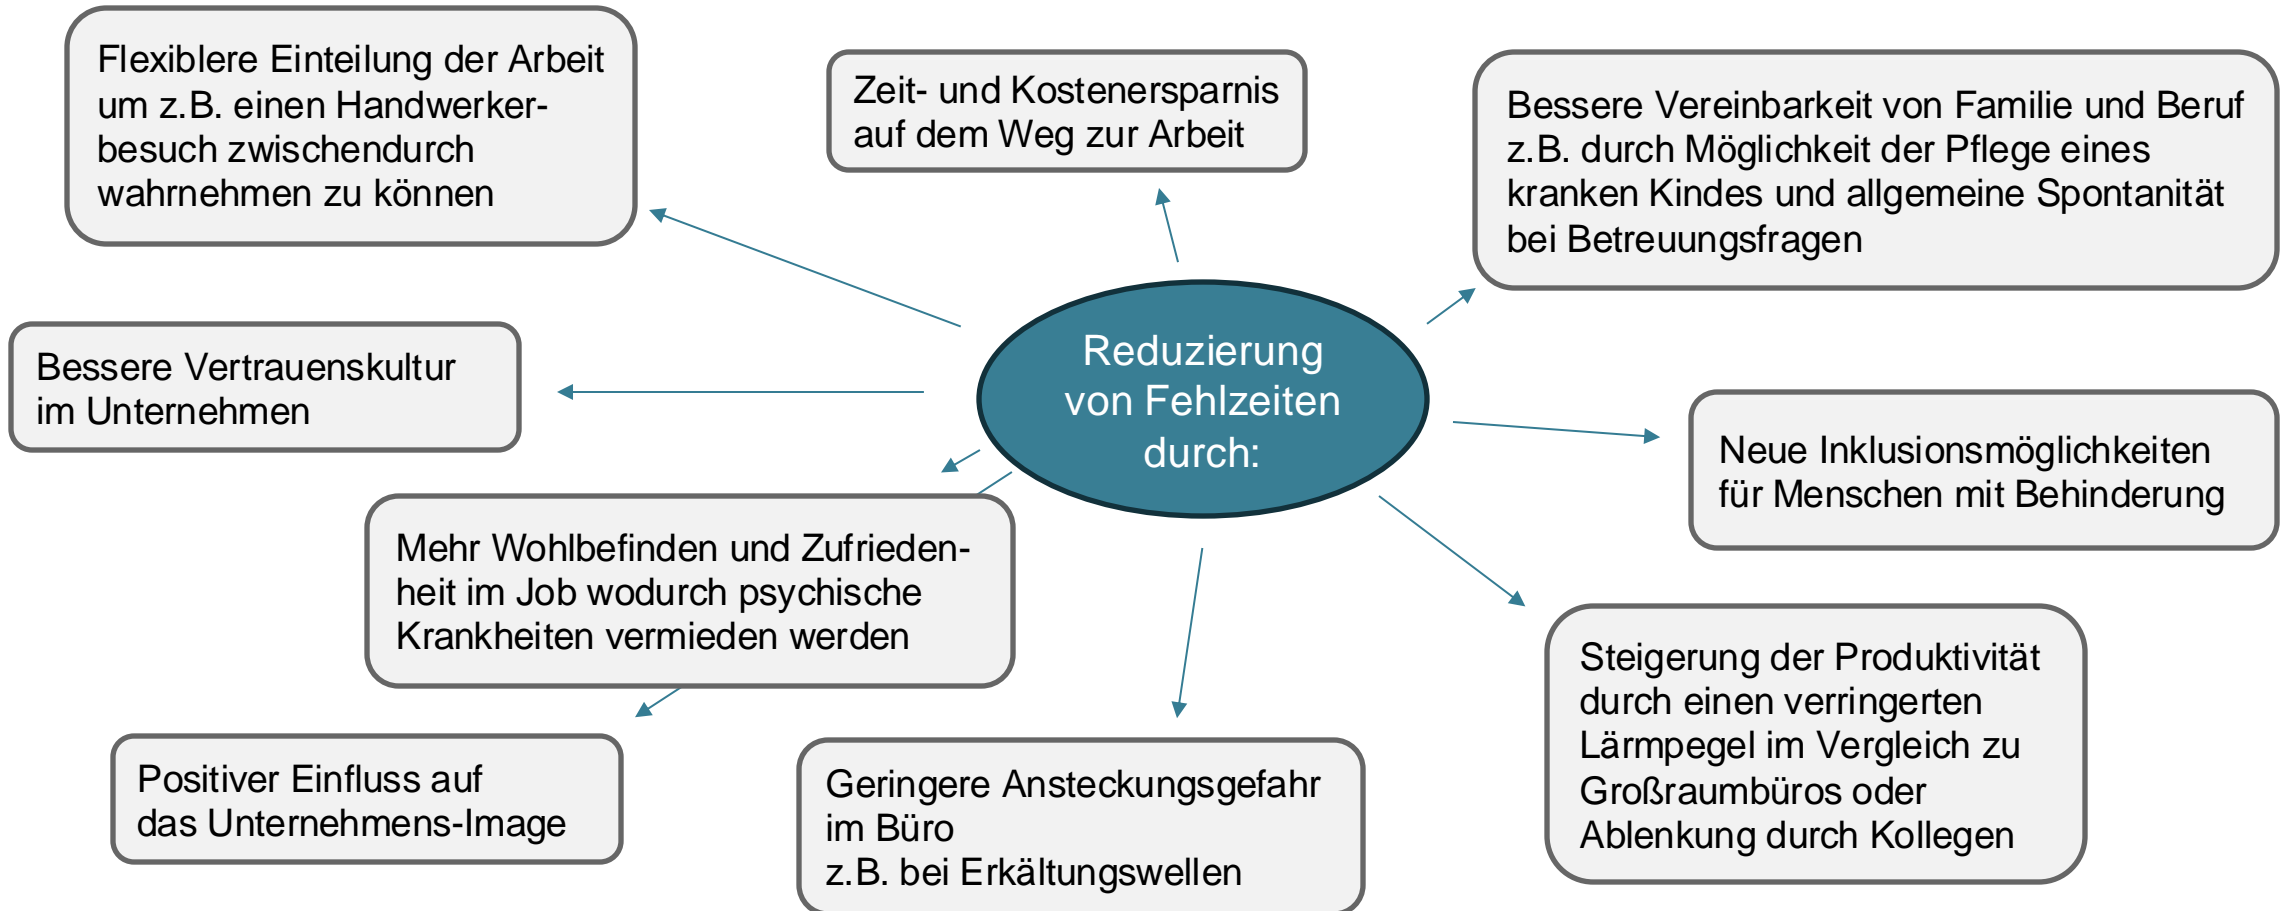 Flexiblere Einteilung der Arbeit
um z.B. einen Handwerker-
besuch zwischendurch
wahrnehmen zu können
Zeit- und Kostenersparnis
auf dem Weg zur Arbeit
Bessere Vereinbarkeit von Familie und Beruf
z.B. durch Möglichkeit der Pflege eines
kranken Kindes und allgemeine Spontanität
bei Betreuungsfragen
Reduzierung
von Fehlzeiten
durch:
Bessere Vertrauenskultur
im Unternehmen
Neue Inklusionsmöglichkeiten
für Menschen mit Behinderung
Mehr Wohlbefinden und Zufrieden-
heit im Job wodurch psychische
Krankheiten vermieden werden
Steigerung der Produktivität
durch einen verringerten
Lärmpegel im Vergleich zu
Großraumbüros oder
Ablenkung durch Kollegen
Positiver Einfluss auf
das Unternehmens-Image
Geringere Ansteckungsgefahr
im Büro
z.B. bei Erkältungswellen